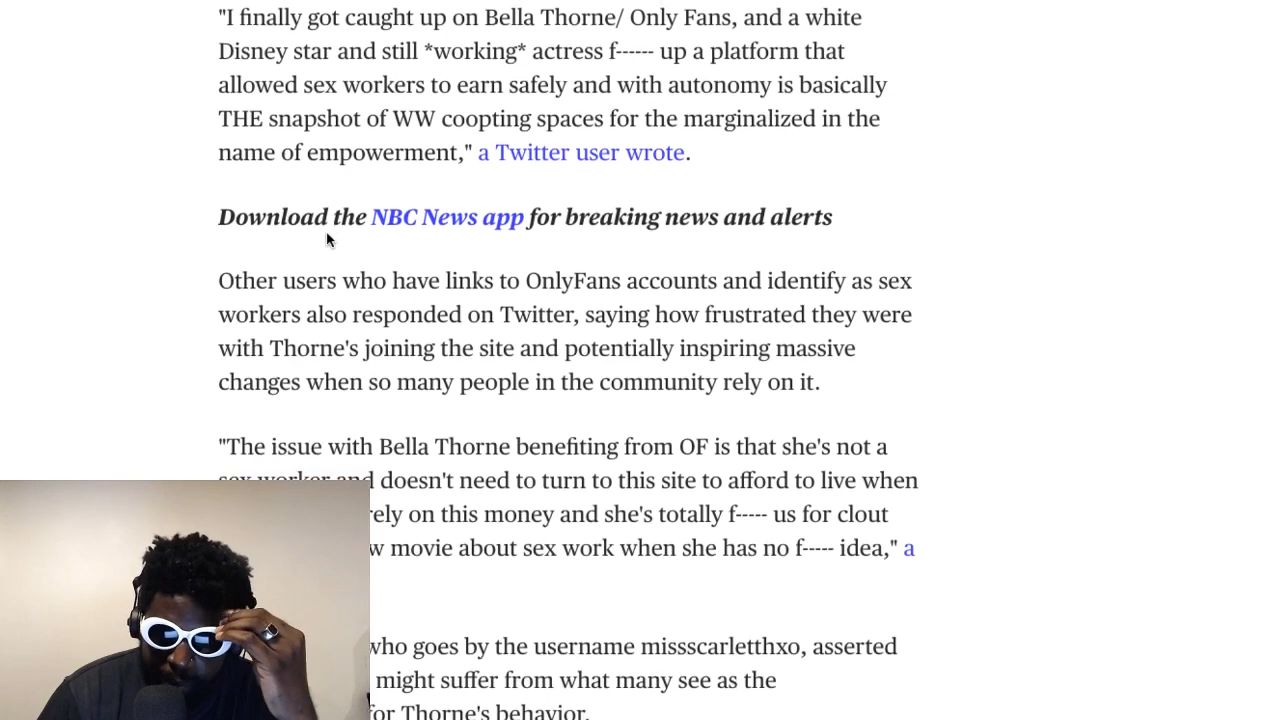 "I finally got caught up on Bella Thorne/ Only Fans, and a white
Disney star and still *working* actress f------ up a platform that
allowed sex workers to earn safely and with autonomy is basically
THE snapshot of WW coopting spaces for the marginalized in the
name of empowerment," a Twitter user wrote.
Download the NBC News app for breaking news and alerts
Other users who have links to OnlyFans accounts and identify as sex
workers also responded on Twitter, saying how frustrated they were
with Thorne's joining the site and potentially inspiring massive
changes when so many people in the community rely on it.
"The issue with Bella Thorne benefiting from OF is that she's not a
sex worker and doesn't need to turn to this site to afford to live when
rely on this money and she's totally f----- us for clout
movie about sex work when she has no f----- idea," a
who goes by the username missscarletthxo, asserted
might suffer from what many see as the
for Thorne's behavior.